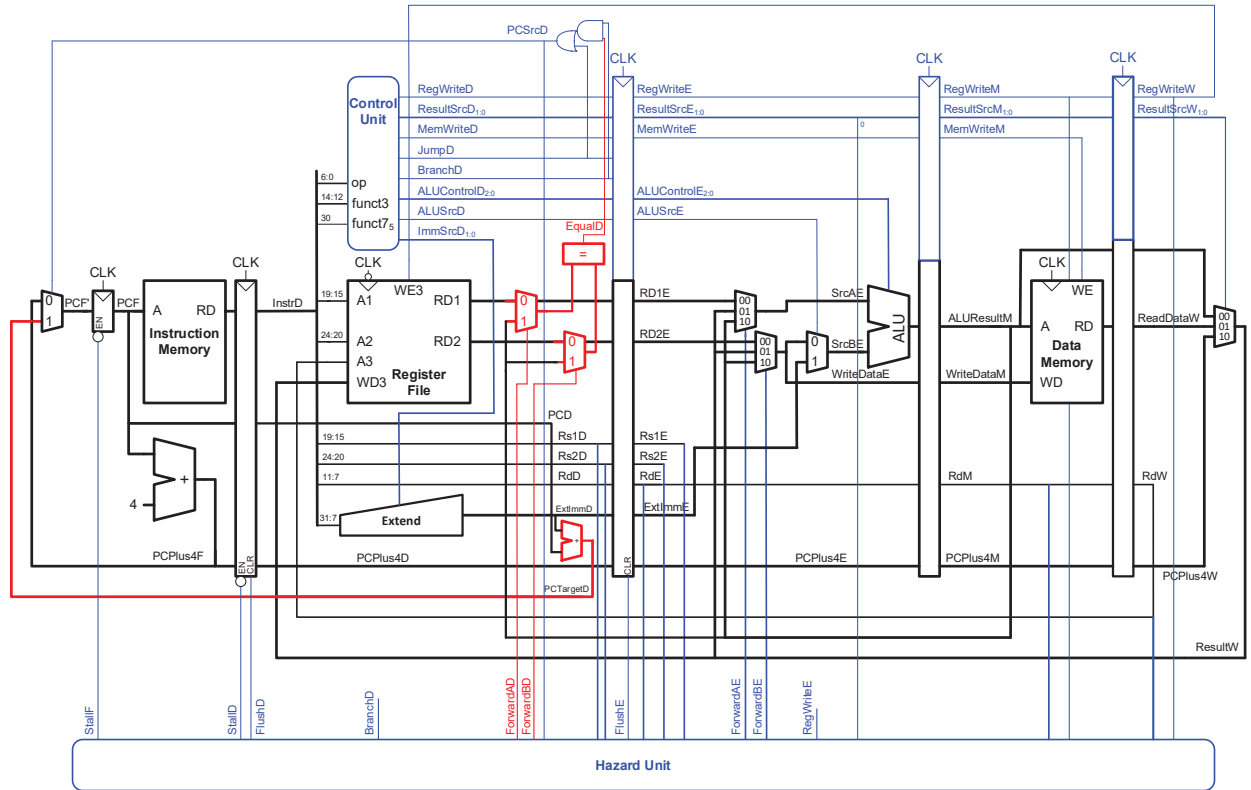 PCSrcD
CLK
CLK
CLK
Control
Unit
RegWriteD
ResultSrcD1:0
MemWriteD
JumpD
BranchD
ALUControlD2:0
ALUSrcD
ImmSrcD1:0
6:0
op
14:12
funct3
30
funct75
RegWriteE
ResultSrcE1:0
MemWriteE
ALUControlE2:0
ALUSrcE
0
RegWriteM
ResultSrcM1:0
MemWriteM
RegWriteW
ResultSrcW1:0
EqualD
=
CLK
CLK
CLK
CLK
0
1
PCF'
EN
PCF
A
RD
Instruction
Memory
InstrD
19:15
A1
WE3
RD1
24:20
A2
RD2
A3
WD3
Register
File
0
1
0
1
RD1E
RD2E
00
01
10
00
01
10
SrcAE
0
1
SrcBE
ALU
WriteDataE
ALUResultM
WriteDataM
WE
A
RD
Data
Memory
WD
ReadDataW
00
01
10
PCD
19:15
Rs1D
Rs1E
24:20
Rs2D
Rs2E
11:7
RdD
RdE
RdM
RdW
4
+
31:7
Extend
ExtImmD
ExtImmE
+
PCPlus4F
EN
CLR
PCPlus4D
CLR
PCPlus4E
PCPlus4M
PCPlus4W
PCTargetD
ResultW
StallF
StallD
FlushD
BranchD
ForwardAD
ForwardBD
FlushE
ForwardAE
ForwardBE
RegWriteE
Hazard Unit